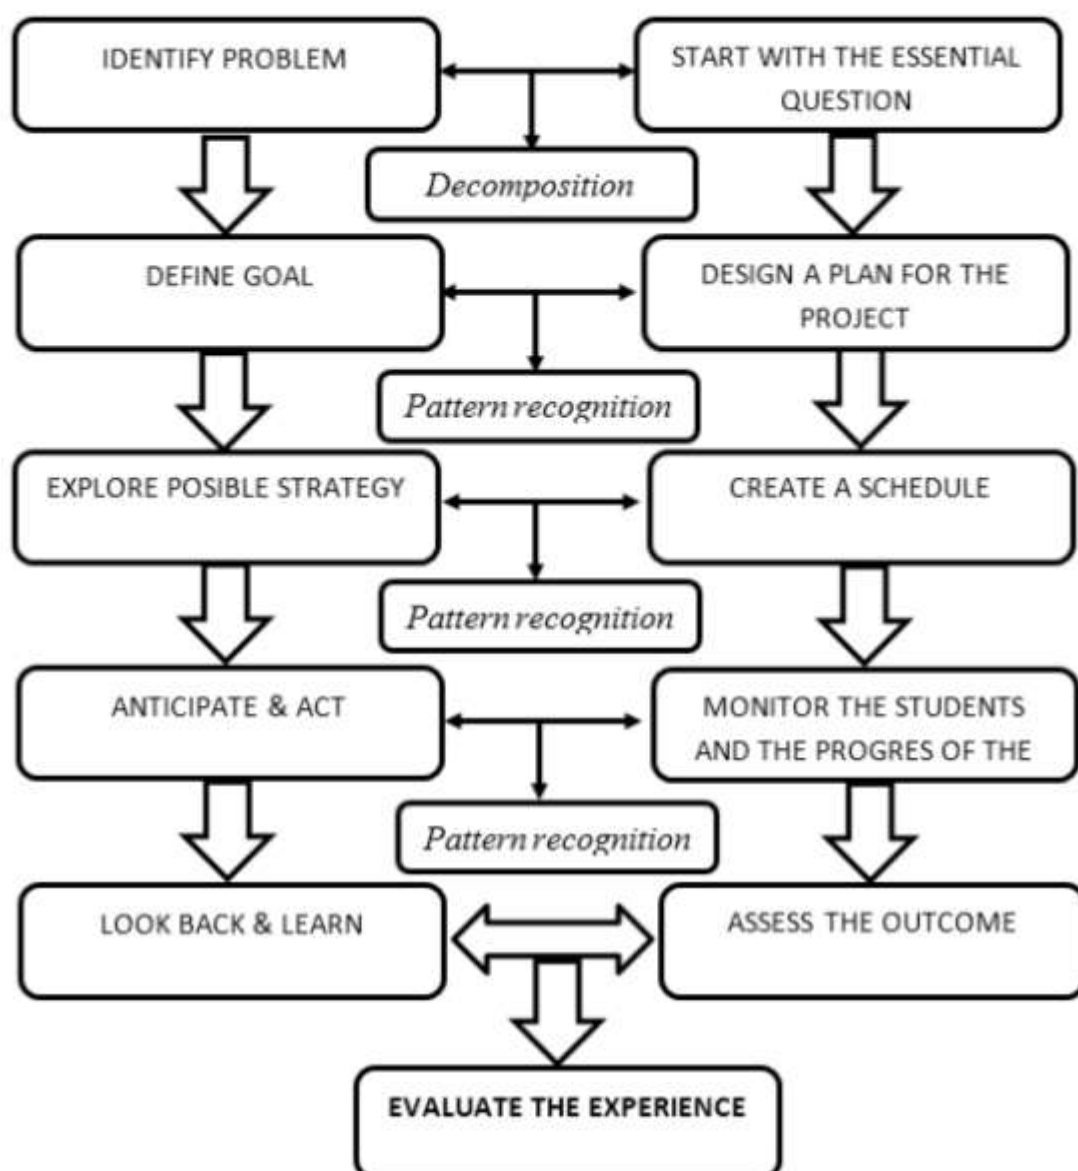 IDENTIFY PROBLEM
START WITH THE ESSENTIAL
QUESTION
Decomposition
DEFINE GOAL
DESIGN A PLAN FOR THE
PROJECT
Pattern recognition
EXPLORE POSIBLE STRATEGY
CREATE A SCHEDULE
Pattern recognition
ANTICIPATE & ACT
MONITOR THE STUDENTS
AND THE PROGRES OF THE
Pattern recognition
LOOK BACK & LEARN
ASSESS THE OUTCOME
EVALUATE THE EXPERIENCE